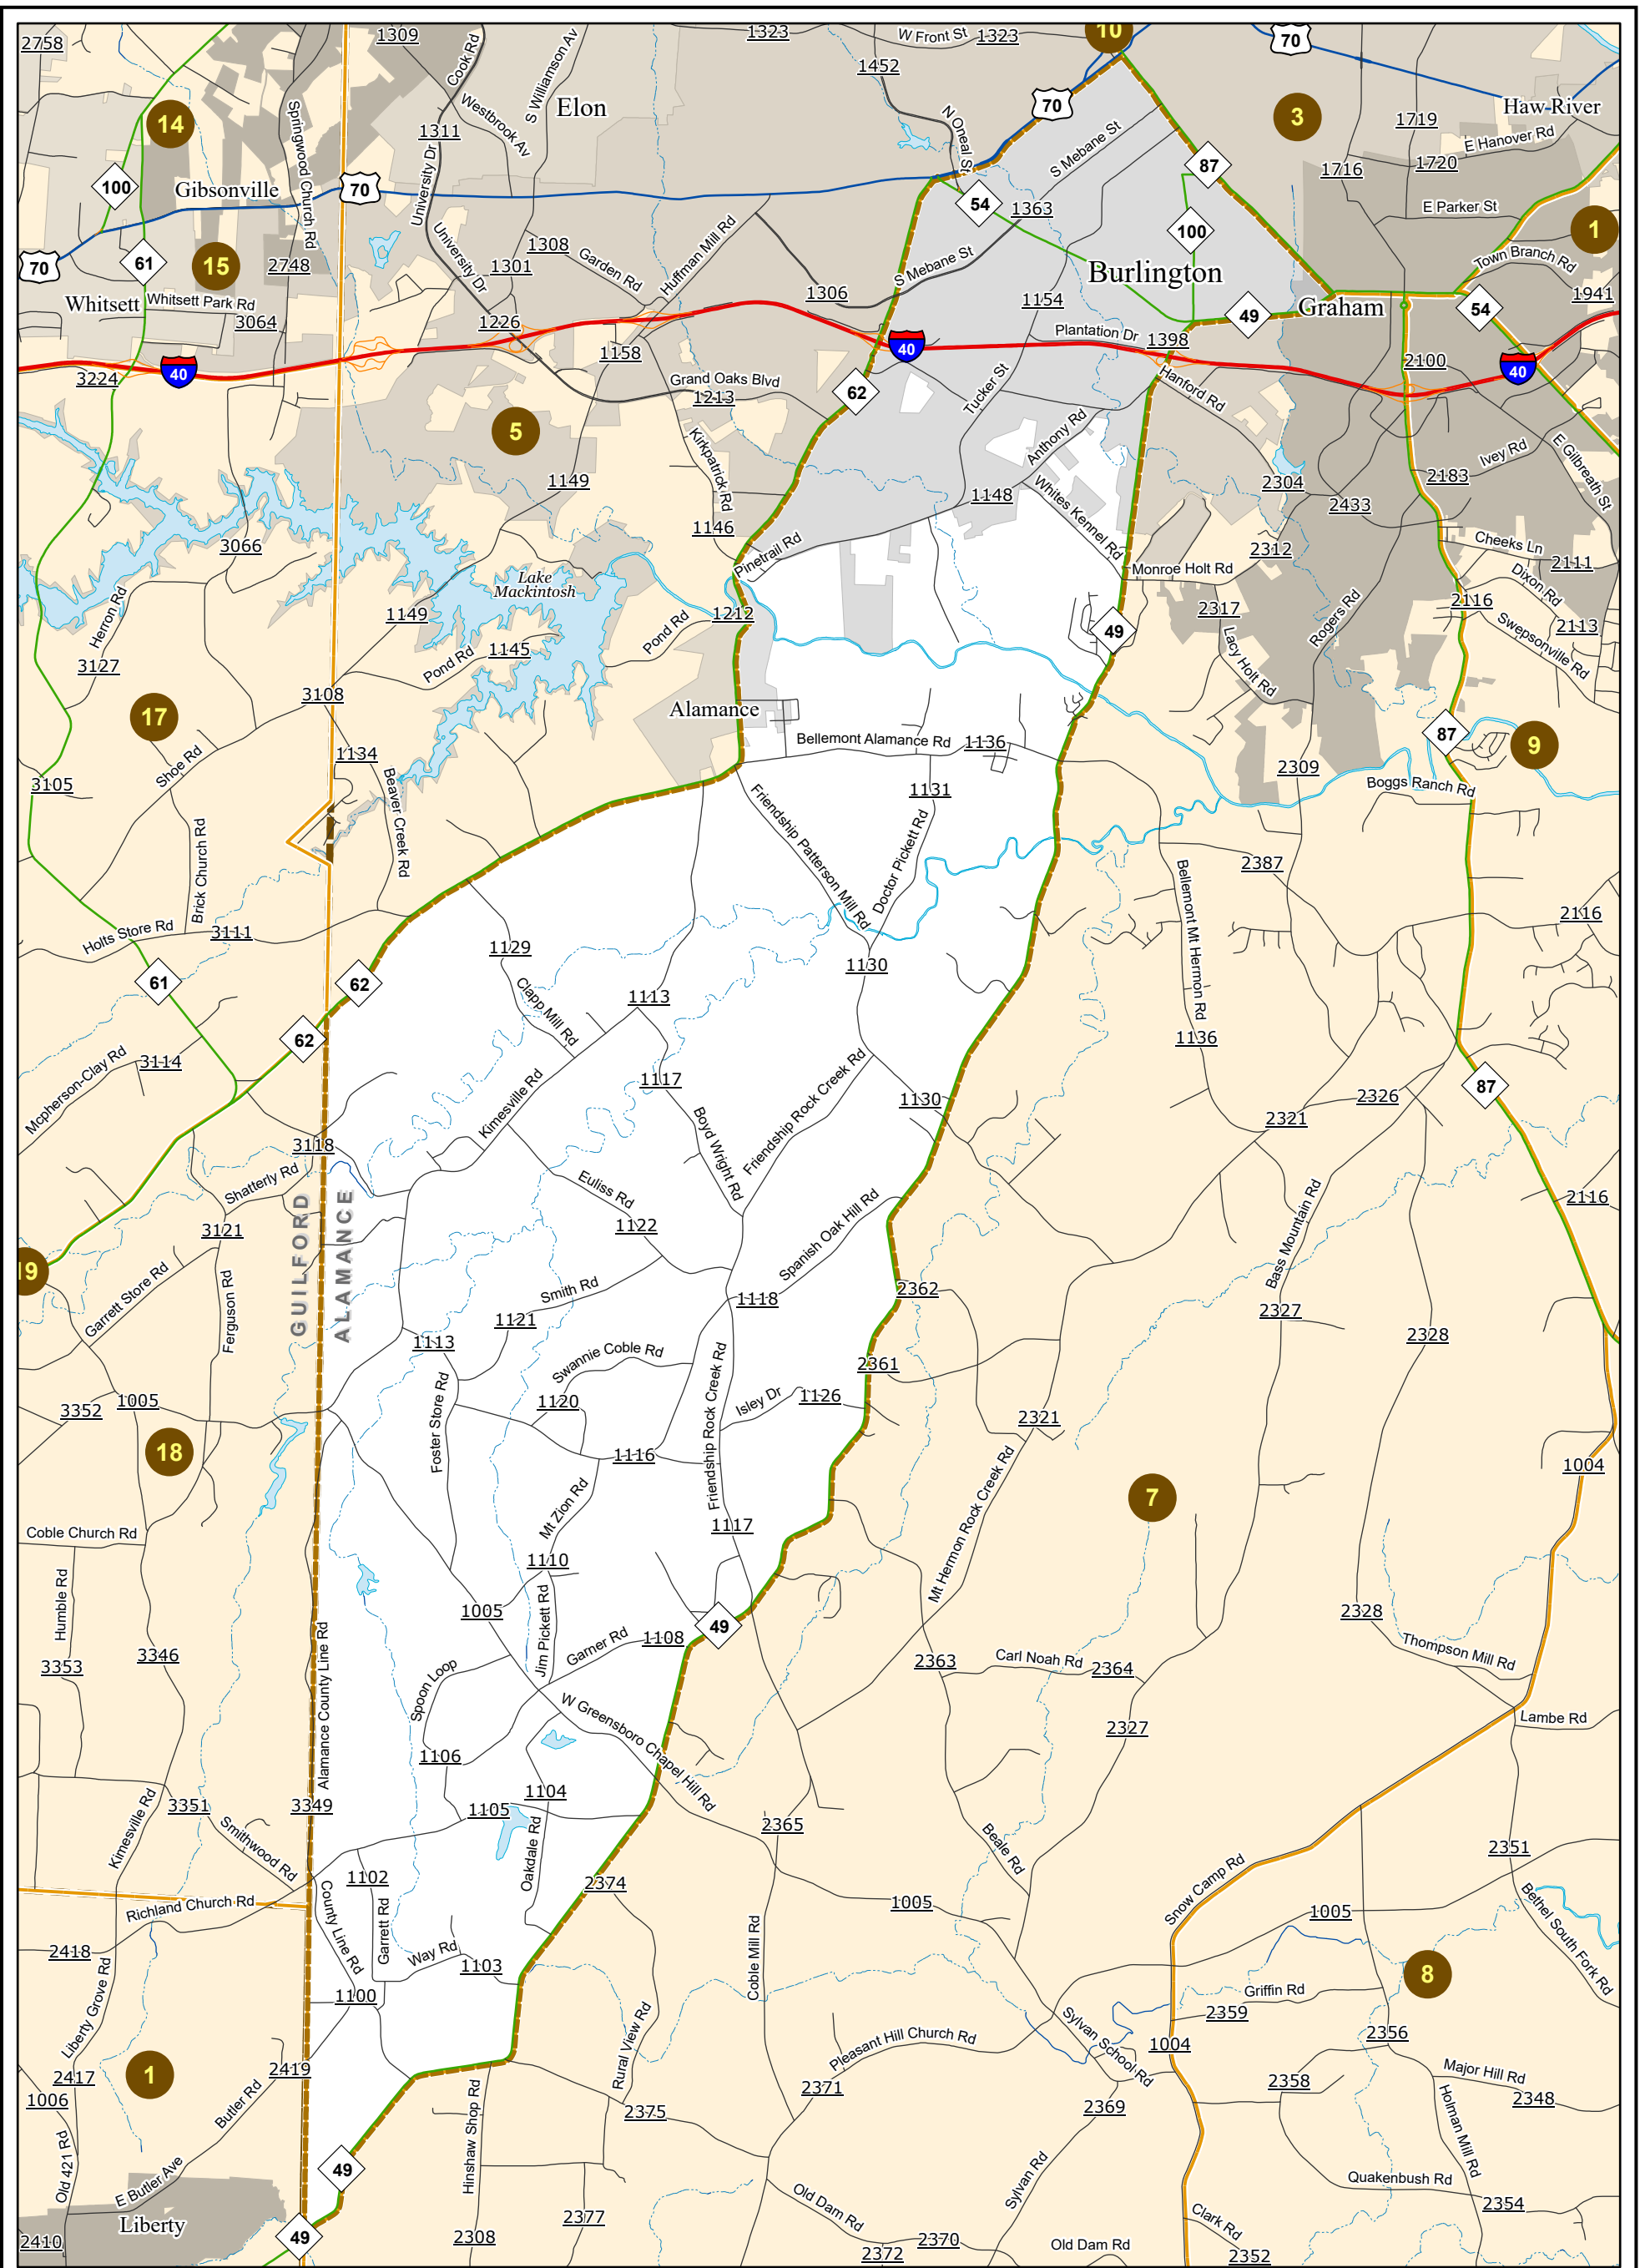 2758
1309
Cook Rd
S Williamson Av
1323
W Front St
1323
10
70
1452
Elon
Westbrook Av
70
Haw River
14
Springwood Church Rd
1311
N Oneal St
S Mebane St
3
1719
E Hanover Rd
1716
1720
87
100
Gibsonville
70
University Dr
54
1363
E Parker St
1
100
70
61
15
2748
University Dr
1308
Garden Rd
1301
Huffman Mill Rd
S Mebane St
Burlington
Town Branch Rd
Whitsett
Whitsett Park Rd
3064
1226
1306
1154
49
Graham
54
1941
40
1158
Plantation Dr
1398
3224
40
2100
40
Grand Oaks Blvd
1213
62
Tucker St
Hanford Rd
5
Kirkpatrick Rd
Anthony Rd
Ivey Rd
E Gilbreath St
1149
1148
2304
2183
2433
Whites Kennel Rd
1146
3066
Pinetrail Rd
2312
Cheeks Ln
2111
Lake
Mackintosh
Monroe Holt Rd
Dixon Rd
Herron Rd
1149
1212
2317
Rogers Rd
2116
2113
Pond Rd
49
Swepsonville Rd
3127
Pond Rd
1145
Lacy Holt Rd
3108
17
Alamance
87
9
Shoe Rd
1134
Bellemont Alamance Rd
1136
2309
3105
Beaver Creek Rd
1131
Boggs Ranch Rd
Friendship Patterson Mill Rd
Doctor Pickett Rd
Brick Church Rd
2387
Bellemont Mt Hermon Rd
2116
Holts Store Rd
3111
1129
1130
61
62
1113
Clapp Mill Rd
62
1136
Mcpherson-Clay Rd
3114
1117
87
Kimesville Rd
Friendship Rock Creek Rd
1130
2326
2321
Boyd Wright Rd
3118
Shatterly Rd
Euliss Rd
2116
GUILFORD
ALAMANCE
3121
1122
Spanish Oak Hill Rd
Bass Mountain Rd
19
Garrett Store Rd
Ferguson Rd
Smith Rd
1118
2362
2327
1121
2328
1113
Swannie Coble Rd
2361
Foster Store Rd
Friendship Rock Creek Rd
3352
1005
1120
Isley Dr
1126
2321
18
1116
1004
Mt Hermon Rock Creek Rd
7
Mt Zion Rd
Coble Church Rd
1117
1110
Humble Rd
1005
2328
49
Jim Pickett Rd
Garner Rd
1108
3353
3346
Alamance County Line Rd
2363
Carl Noah Rd
2364
Thompson Mill Rd
Spoon Loop
W Greensboro Chapel Hill Rd
Lambe Rd
2327
1106
Kimesville Rd
3351
3349
1104
1105
2365
Smithwood Rd
Beale Rd
2351
Oakdale Rd
1102
2374
Snow Camp Rd
Richland Church Rd
County Line Rd
Garrett Rd
1005
1005
Bethel South Fork Rd
2418
Way Rd
1103
Coble Mill Rd
8
Liberty Grove Rd
1100
Griffin Rd
2359
Rural View Rd
Sylvan School Rd
2356
1004
Pleasant Hill Church Rd
1
2419
2417
1006
Butler Rd
Hinshaw Shop Rd
2371
2358
Major Hill Rd
2348
2375
2369
Holman Mill Rd
Old 421 Rd
49
E Butler Ave
Sylvan Rd
Quakenbush Rd
Old Dam Rd
2354
Liberty
2377
Clark Rd
2410
49
2308
2370
2372
Old Dam Rd
2352